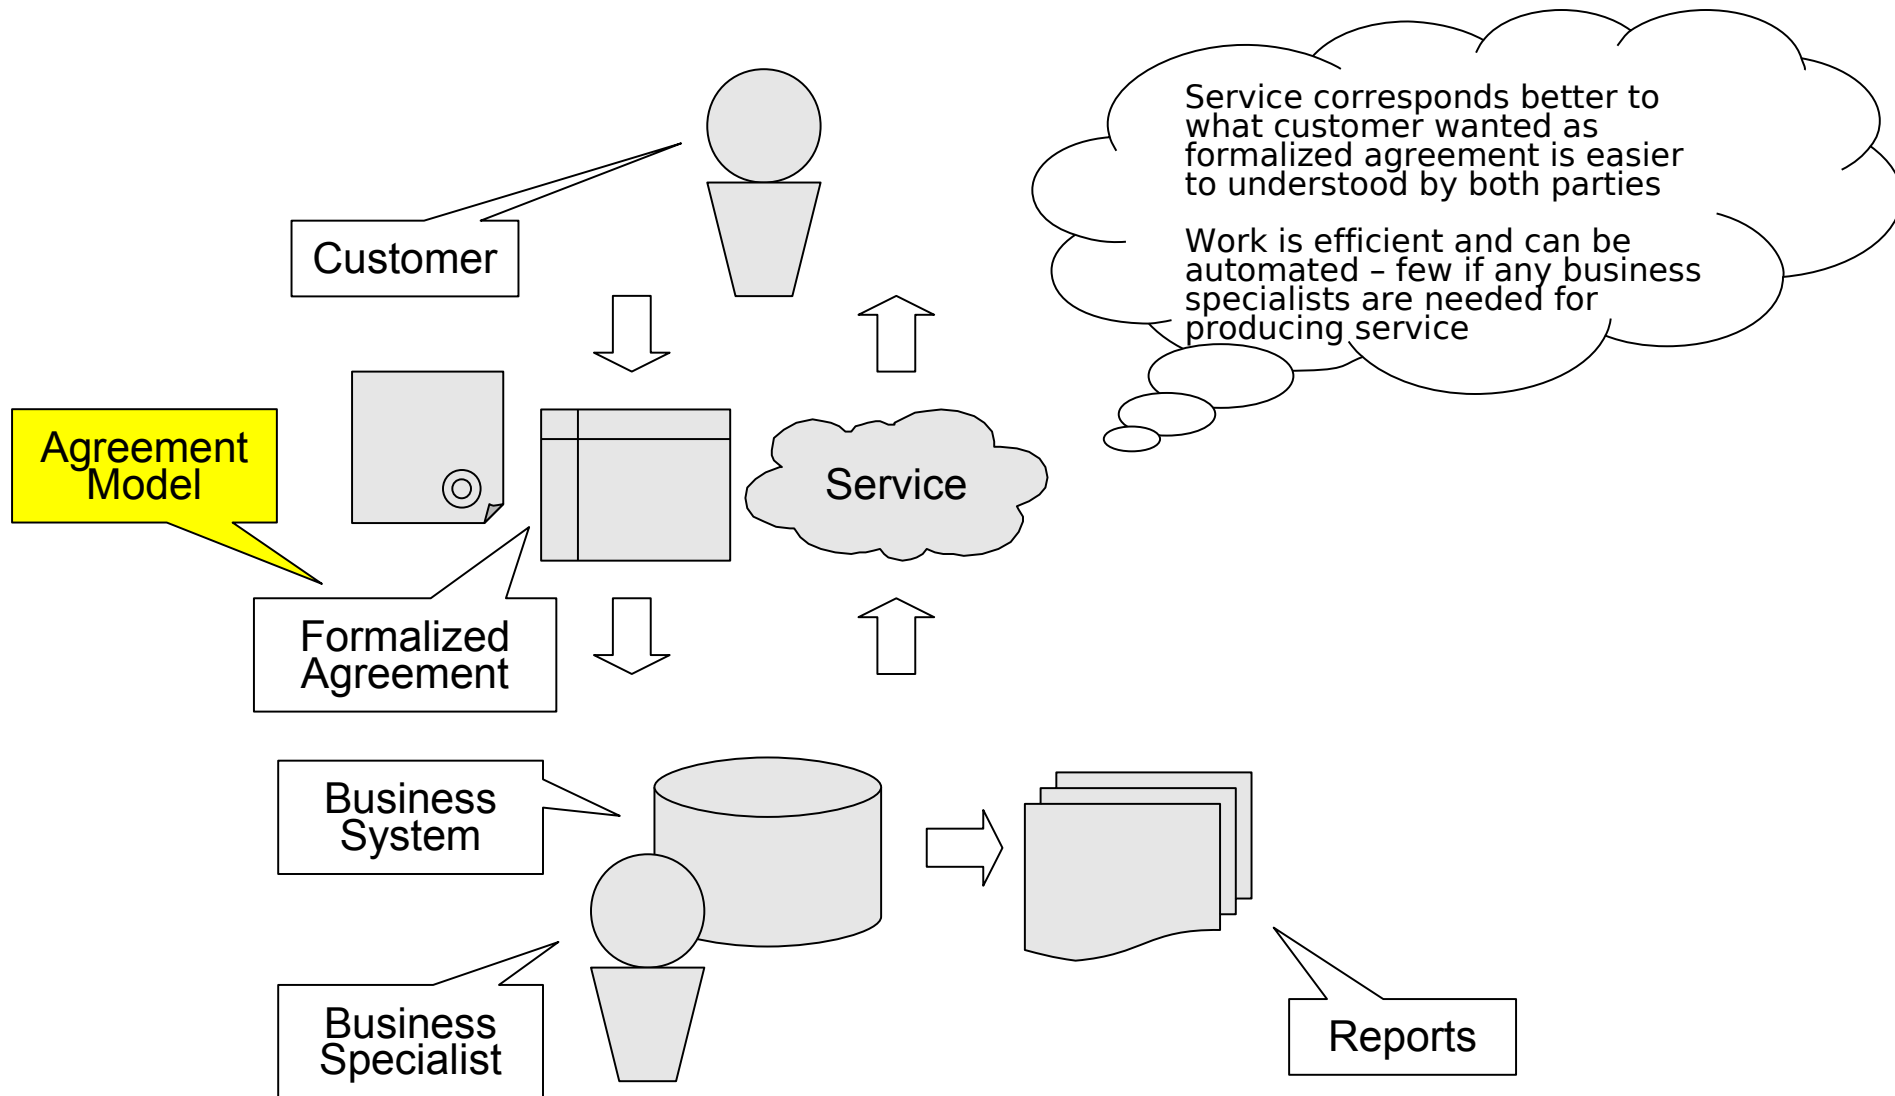 Service corresponds better to
what customer wanted as
formalized agreement is easier
to understood by both parties
Work is efficient and can be
automated – few if any business
specialists are needed for
producing service
Customer
Agreement
Model
Service
Formalized
Agreement
Business
System
Business
Specialist
Reports